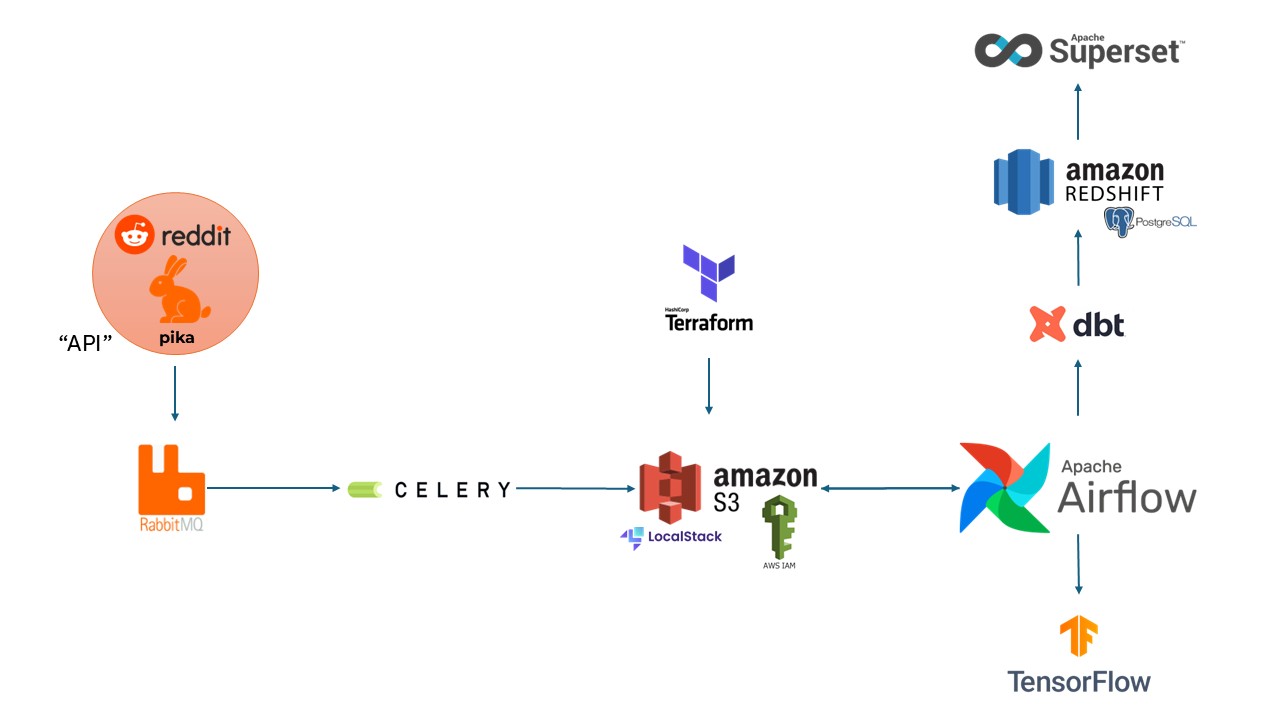 Apache
Superset™
amazon
REDSHIFT
PostgreSQL
reddit
pika
“API”
HashiCorp
Terraform
dbt
RabbitMQ
CELERY
amazon
S3
LocalStack
AWS IAM
Apache
Airflow
TensorFlow